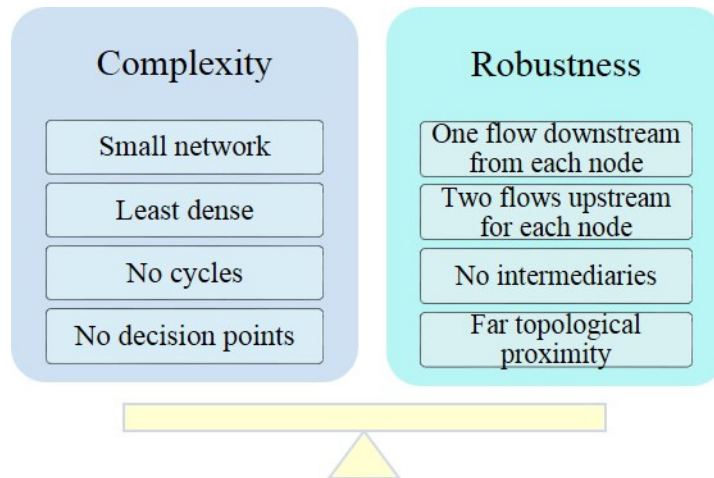 Complexity
Small network
Least dense
No cycles
No decision points
Robustness
One flow downstream
from each node
Two flows upstream
for each node
No intermediaries
Far topological
proximity